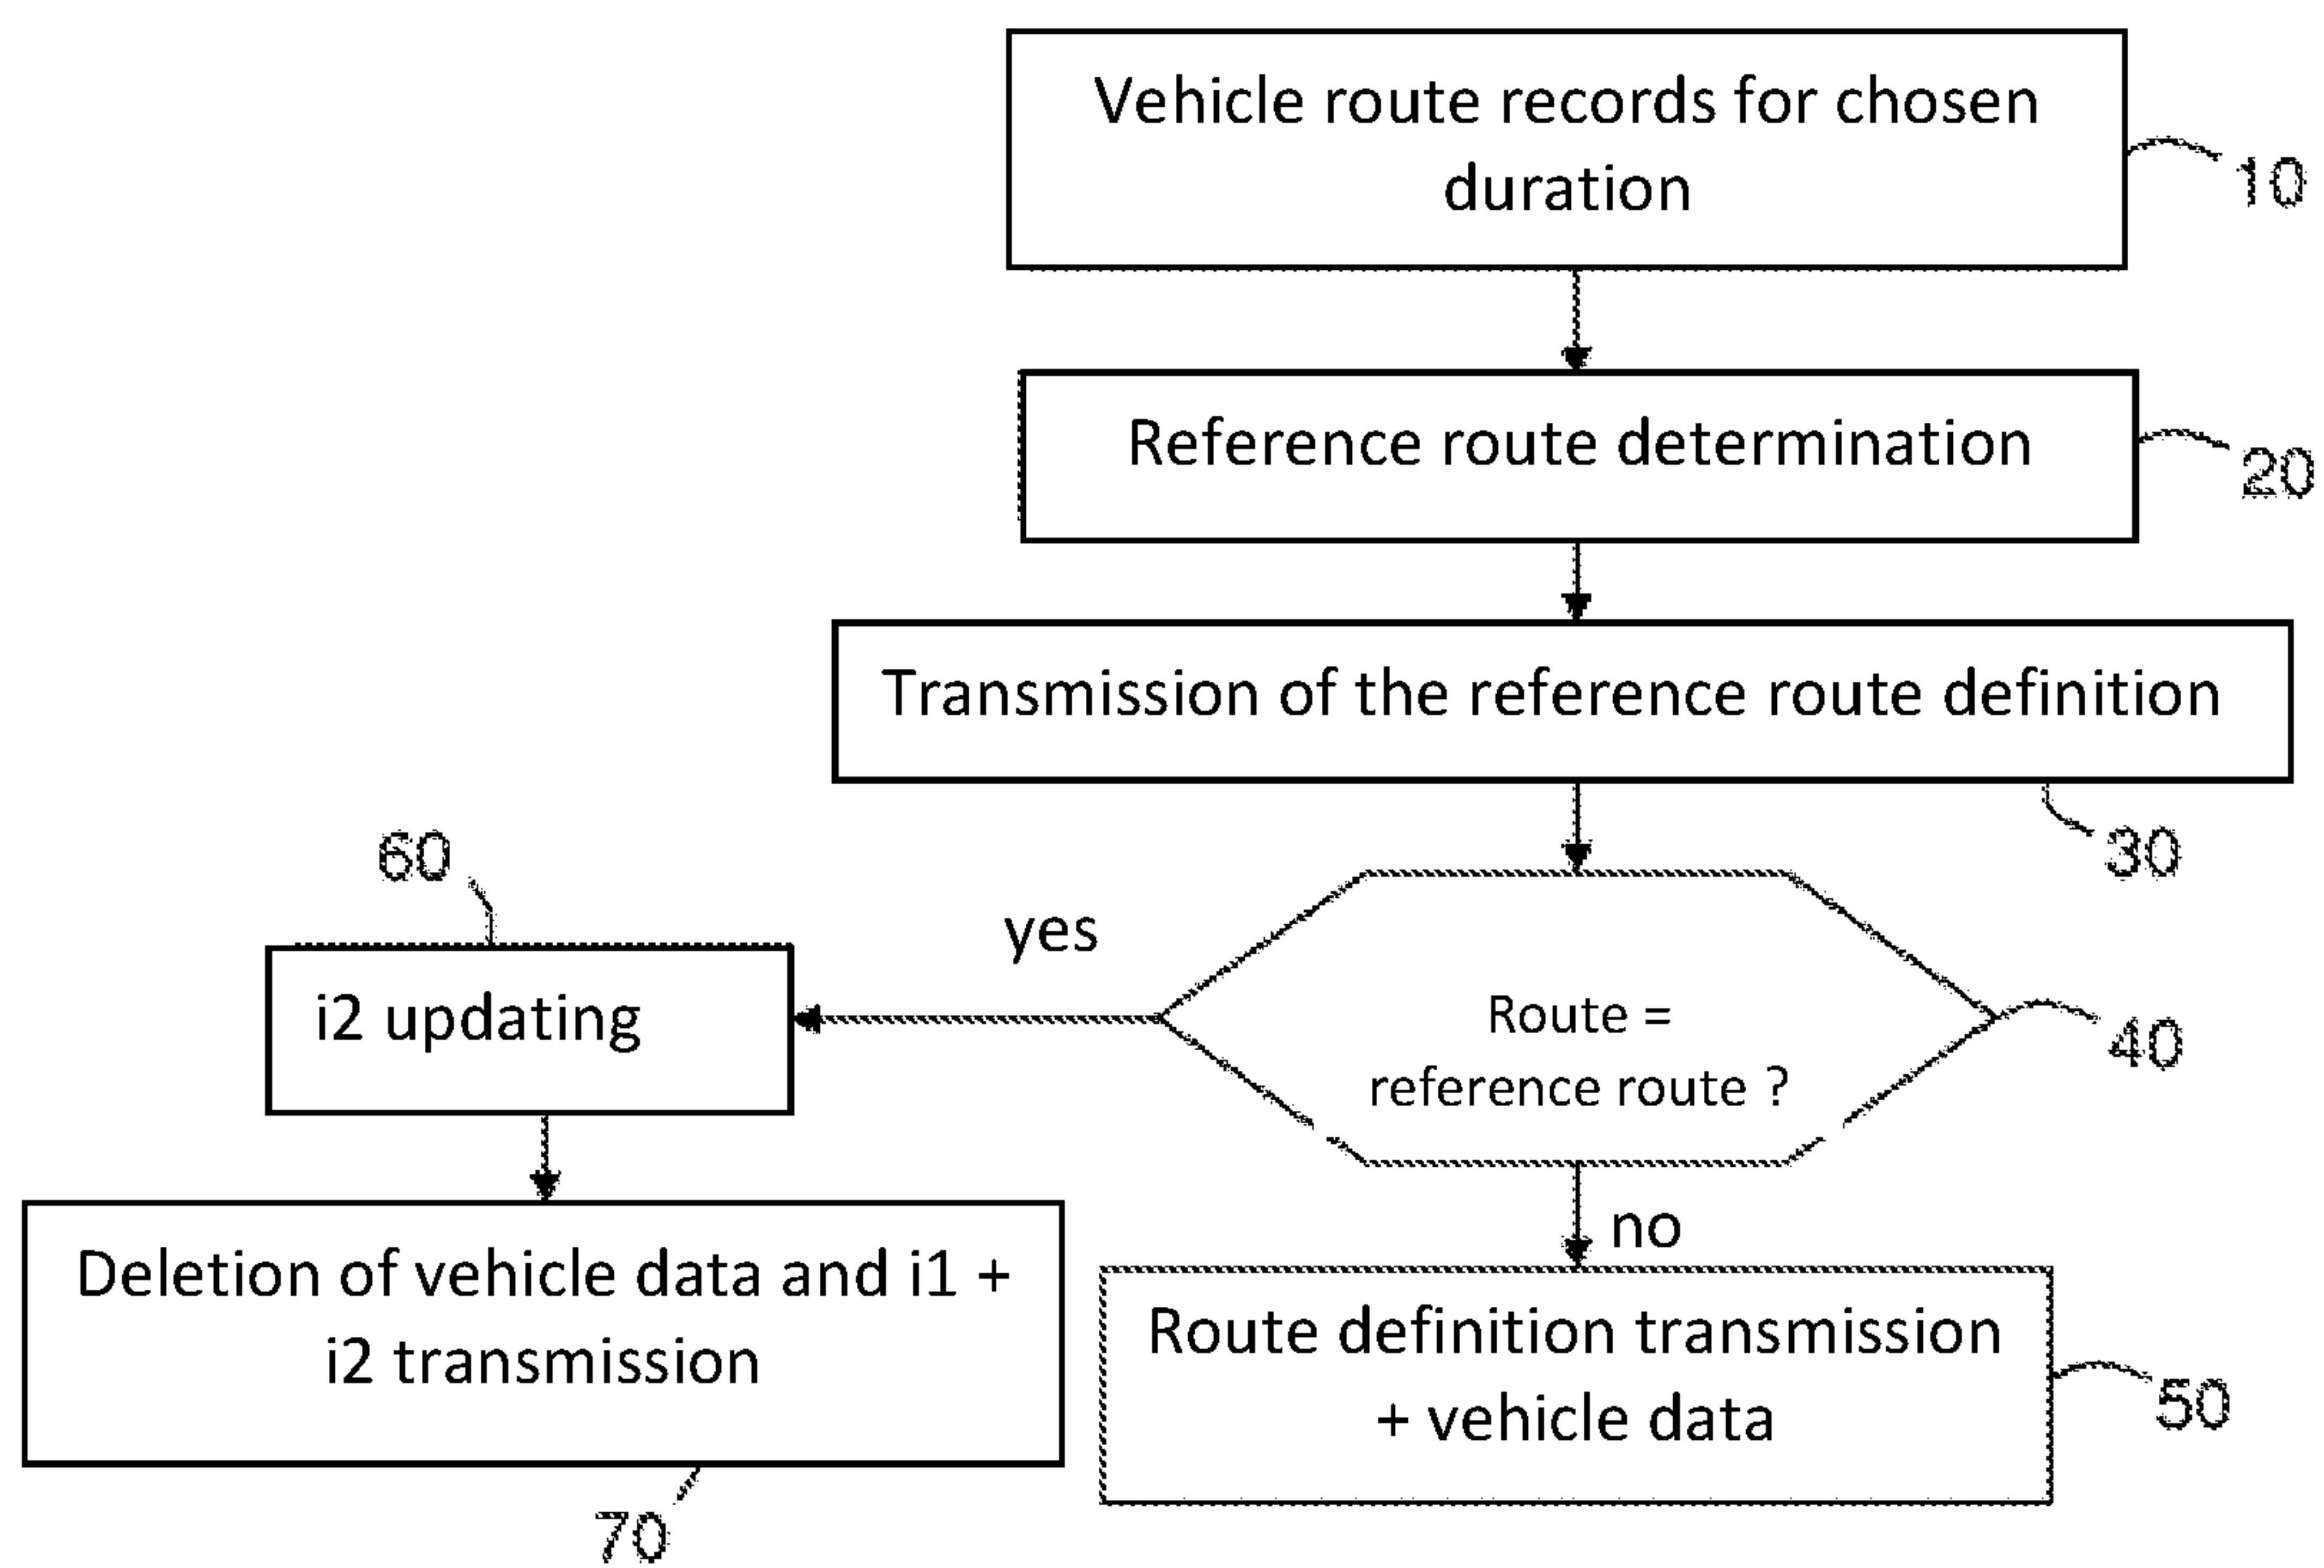 Vehicle route records for chosen
duration
10
Reference route determination
20
Transmission of the reference route definition
30
60
yes
i2 updating
Route =
reference route ?
40
no
Deletion of vehicle data and i1 +
i2 transmission
70
Route definition transmission
+ vehicle data
50